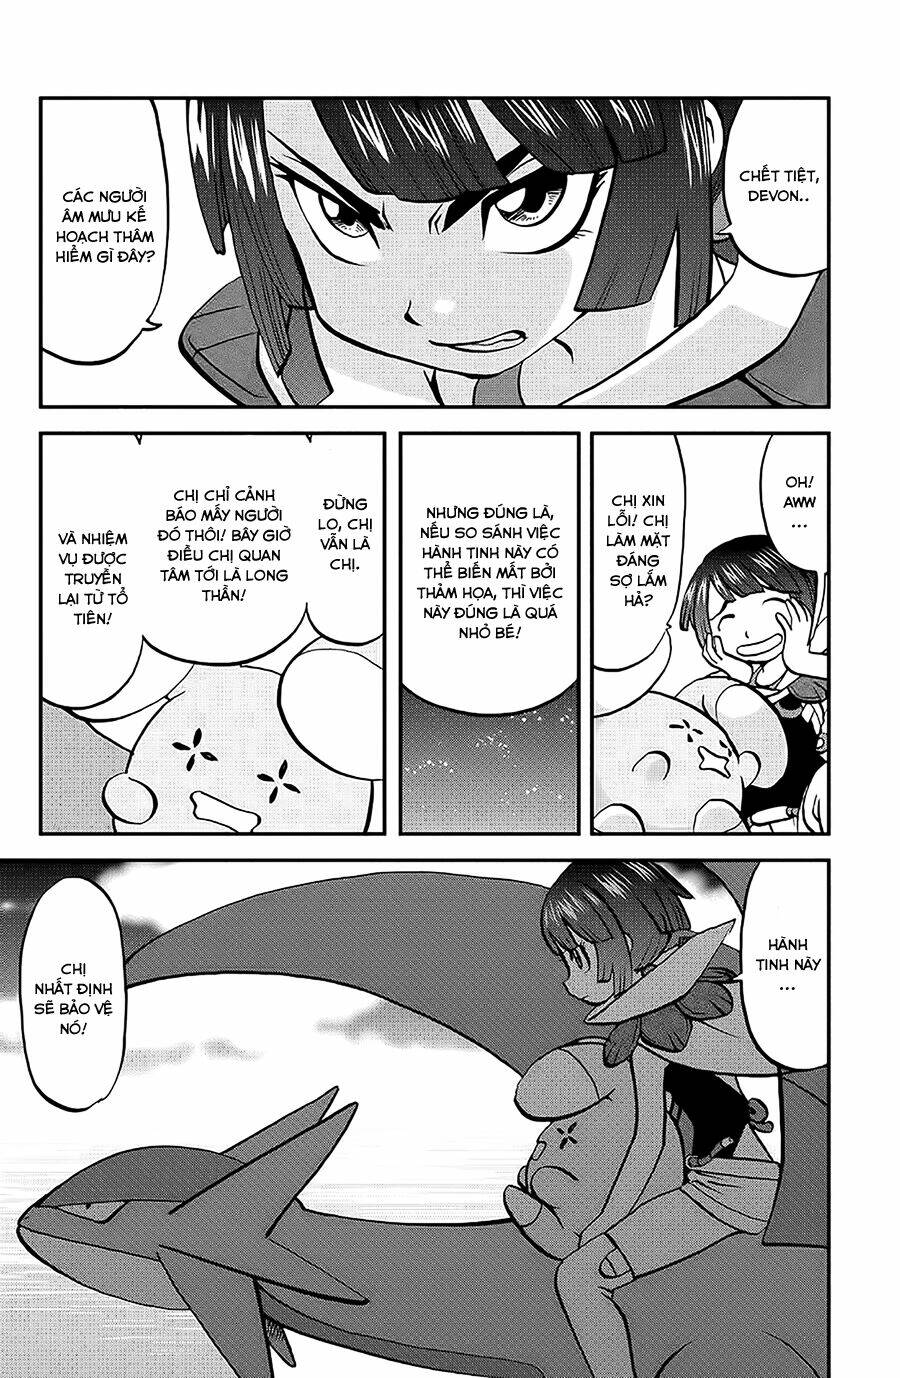 CHẾT TIỆT,
DEVON..
CÁC NGƯỜI
ÂM MƯU KẾ
HOẠCH THÂM
HIỂM GÌ ĐÂY?
OH!
AWW
...
CHỊ XIN
LỖI! CHỊ
LÀM MẶT
ĐÁNG
SỢ LẮM
HẢ?
NHƯNG ĐÚNG LÀ,
NẾU SO SÁNH VIỆC
HÀNH TINH NÀY CÓ
THỂ BIẾN MẤT BỞI
THẢM HỌA, THÌ VIỆC
NÀY ĐÚNG LÀ QUÁ
NHỎ BÉ!
ĐỪNG
LO, CHỊ
VẪN LÀ
CHỊ.
CHỊ CHỈ CẢNH
BÁO MẤY NGƯỜI
ĐÓ THÔI! BÂY GIỜ
ĐIỀU CHỊ QUAN
TÂM TỚI LÀ LONG
THẦN!
VÀ NHIỆM
VỤ ĐƯỢC
TRUYỀN
LẠI TỪ TỔ
TIÊN!
HÀNH
TINH NÀY
...
CHỊ
NHẤT ĐỊNH
SẼ BẢO VỆ
NÓ!